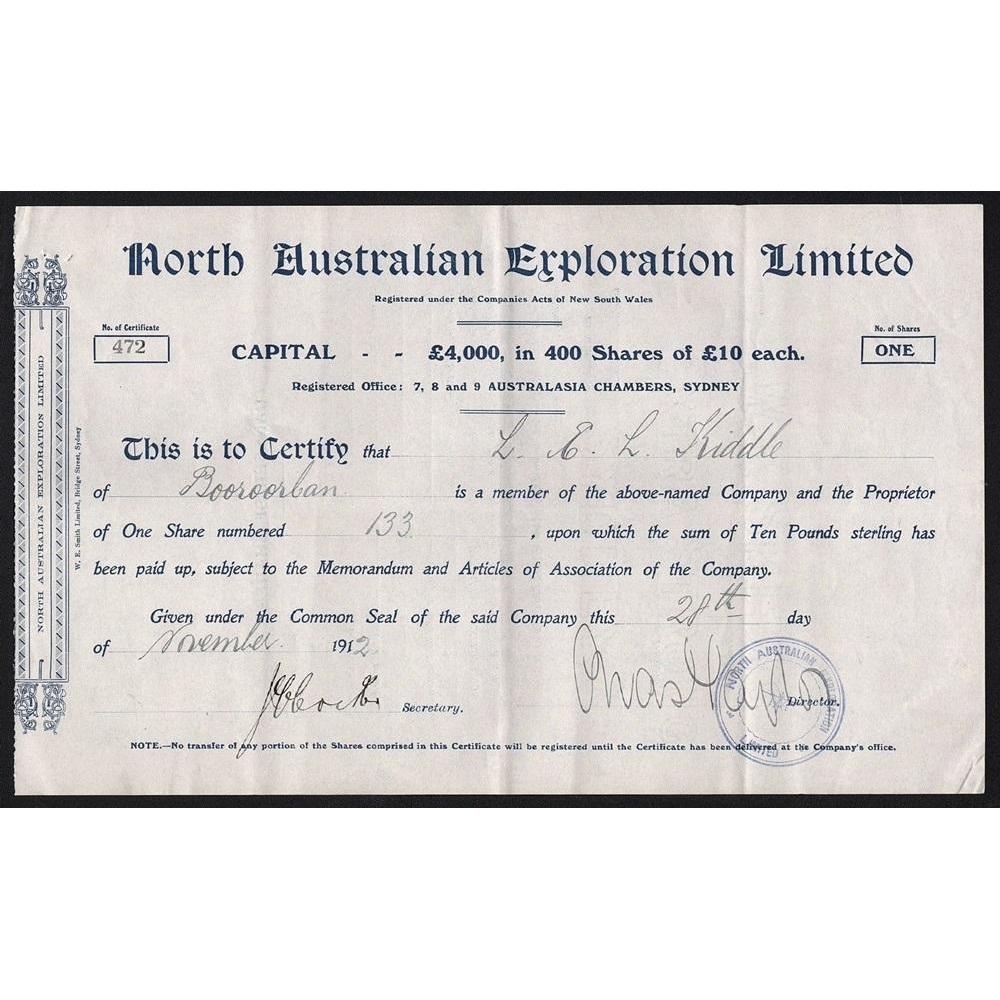 North Australian Exploration Limited
Registered under the Companies Acts of New South Wales
No. of Certificate
472
No. of Shares
ONE
CAPITAL - - £4,000, in 400 Shares of £10 each.
Registered Office: 7, 8 and 9 AUSTRALASIA CHAMBERS, SYDNEY
This is to Certify that L. E. L. Kiddle
of Booroorban is a member of the above-named Company and the Proprietor
of One Share numbered 133, upon which the sum of Ten Pounds sterling has
been paid up, subject to the Memorandum and Articles of Association of the Company.
Given under the Common Seal of the said Company this 28th day
of November 1912
Secretary.
Director.
NORTH AUSTRALIAN EXPLORATION
LIMITED
NOTE.—No transfer of any portion of the Shares comprised in this Certificate will be registered until the Certificate has been delivered at the Company's office.
NORTH AUSTRALIAN EXPLORATION LIMITED
W. E. Smith Limited, Bridge Street, Sydney